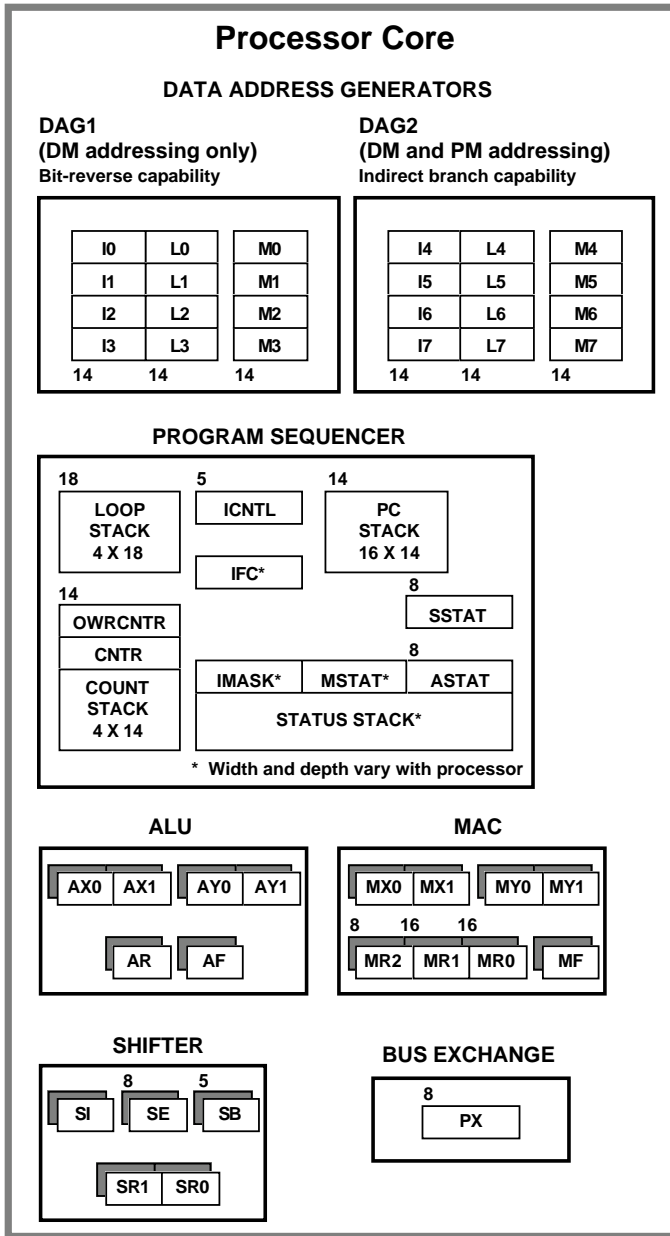 Processor Core
DATA ADDRESS GENERATORS
DAG1
(DM addressing only)
Bit-reverse capability
DAG2
(DM and PM addressing)
Indirect branch capability
I0 L0 M0
I1 L1 M1
I2 L2 M2
I3 L3 M3
14 14 14
I4 L4 M4
I5 L5 M5
I6 L6 M6
I7 L7 M7
14 14 14
PROGRAM SEQUENCER
18
LOOP
STACK
4 X 18
5
ICNTL
IFC*
14
PC
STACK
16 X 14
8
SSTAT
14
OWRCNTR
CNTR
COUNT
STACK
4 X 14
8
IMASK* MSTAT* ASTAT
STATUS STACK*
* Width and depth vary with processor
ALU
AX0 AX1 AY0 AY1
AR AF
MAC
MX0 MX1 MY0 MY1
8 16 16
MR2 MR1 MR0 MF
SHIFTER
8 5
SI SE SB
SR1 SR0
BUS EXCHANGE
8
PX